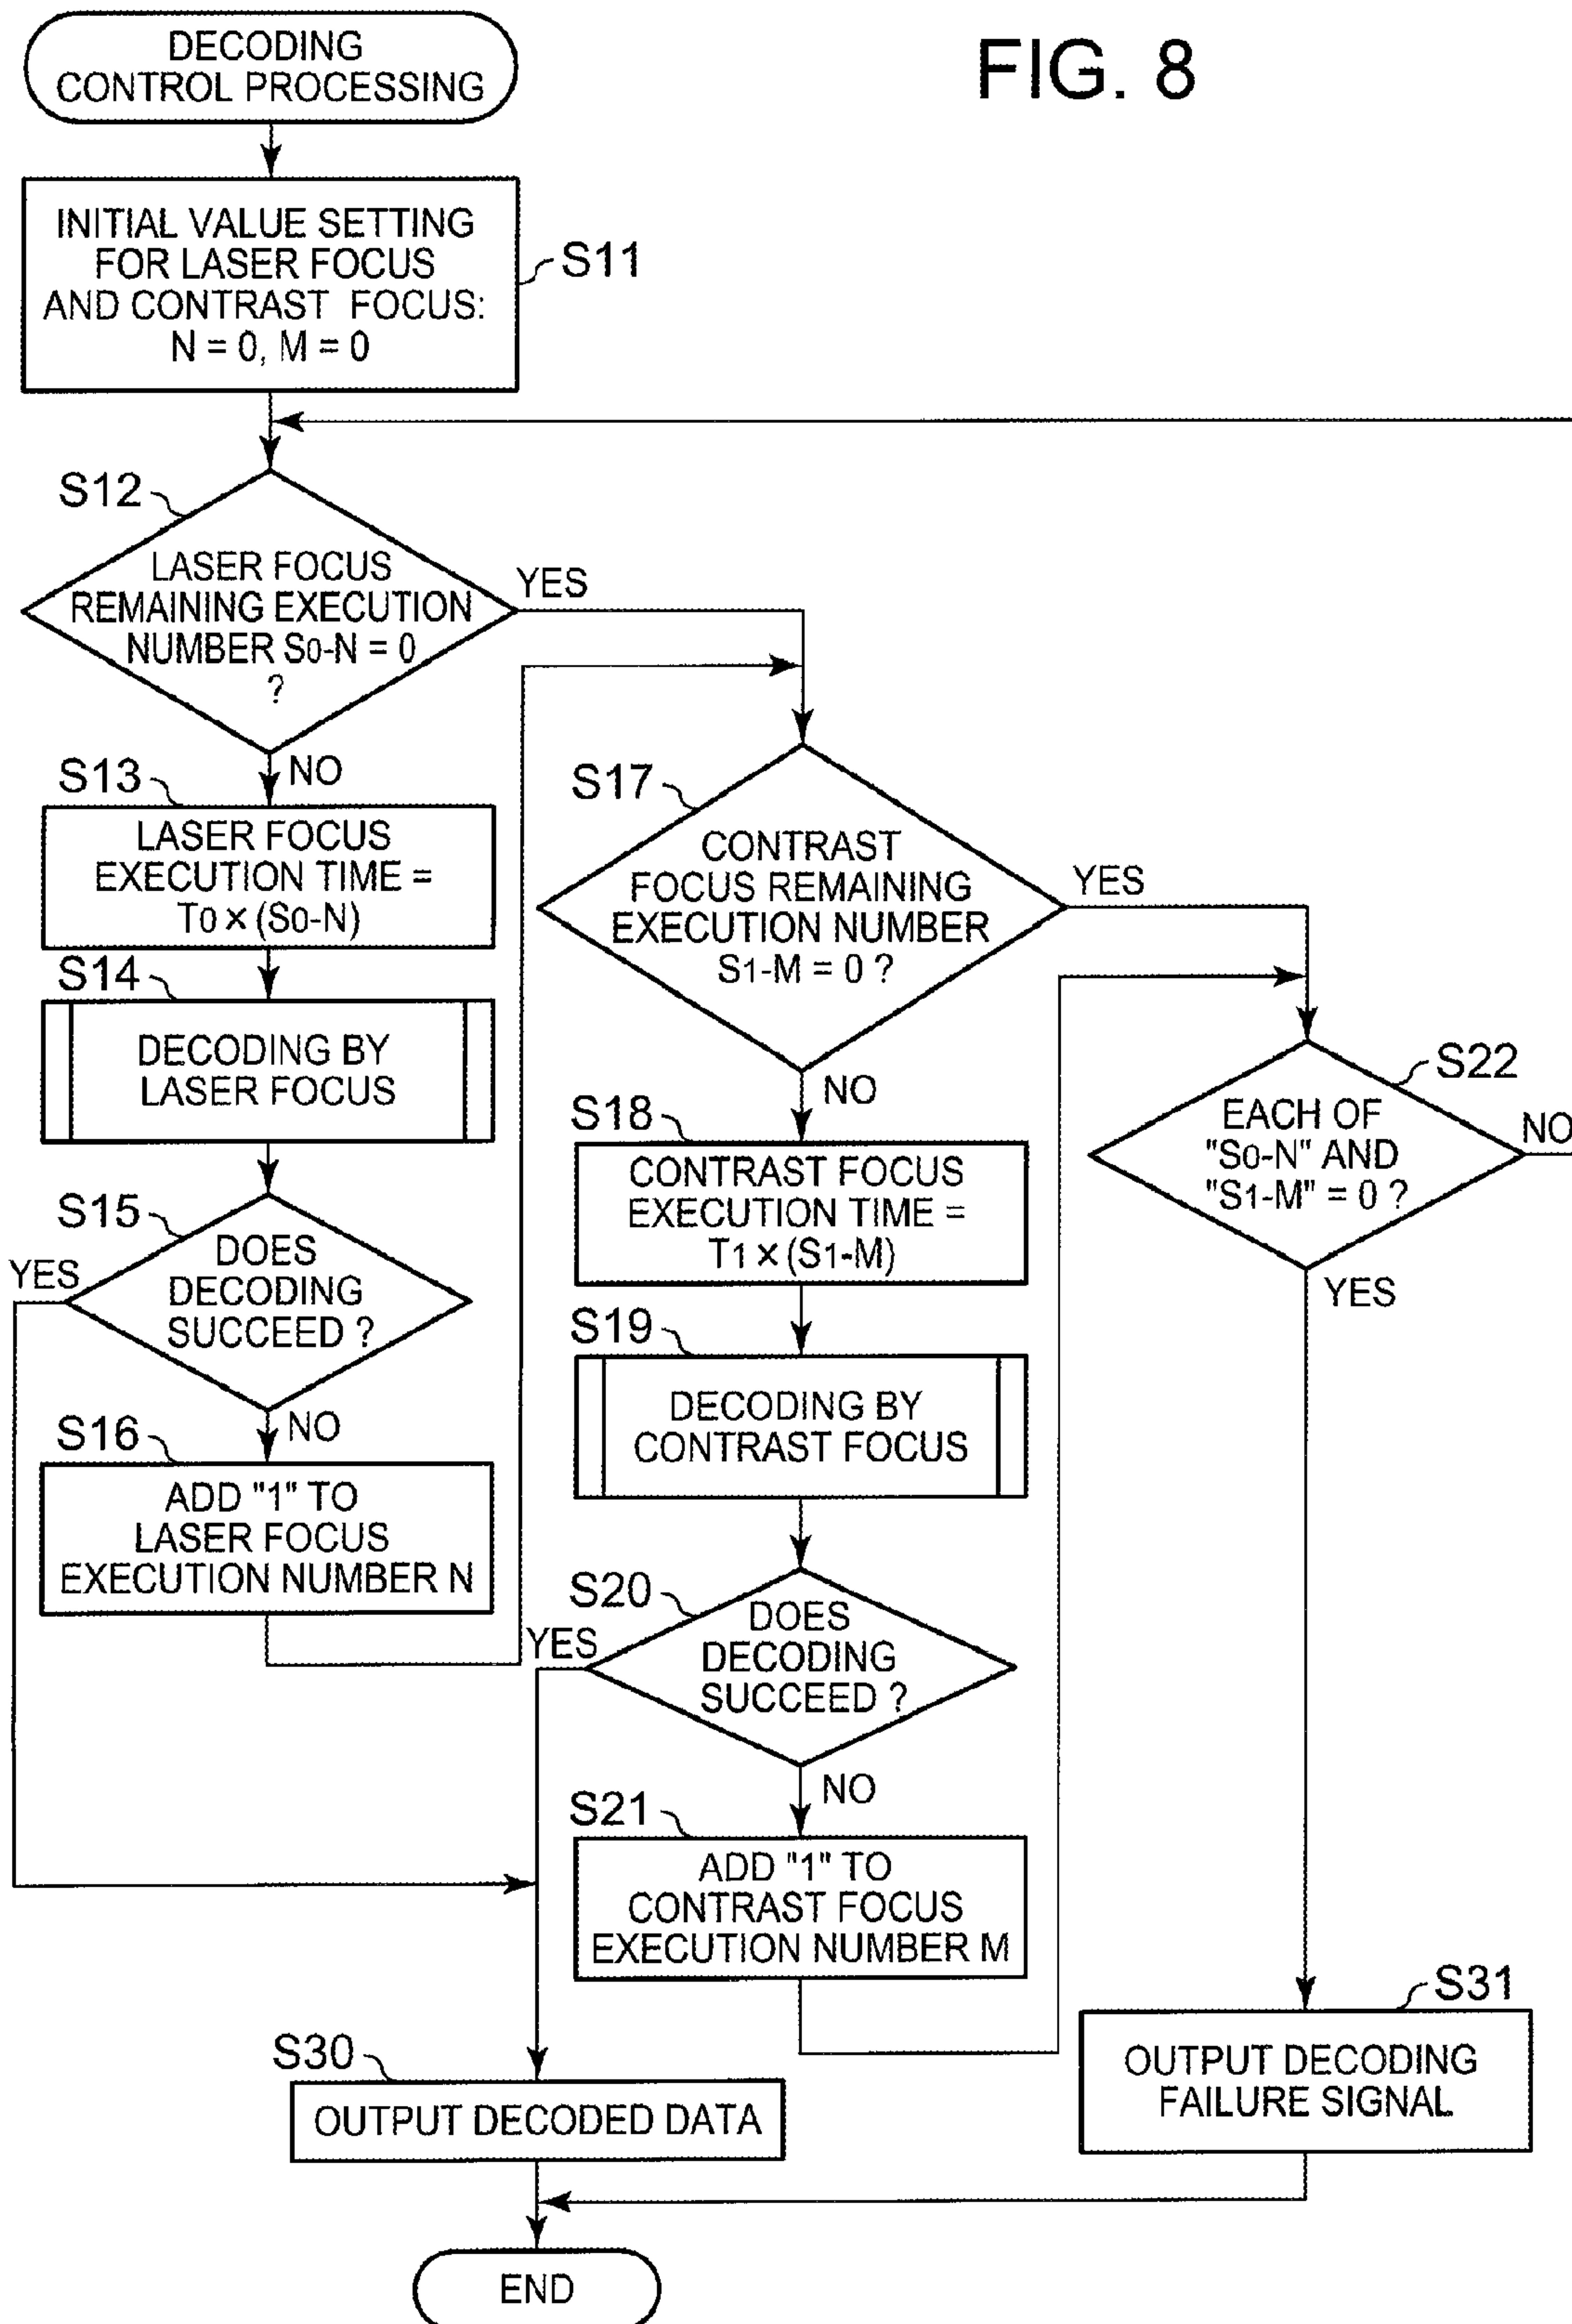 FIG. 8
DECODING
CONTROL PROCESSING
INITIAL VALUE SETTING
FOR LASER FOCUS
AND CONTRAST FOCUS:
N = 0, M = 0
S11
S12
LASER FOCUS
REMAINING EXECUTION
NUMBER S0-N = 0
?
YES
NO
S13
LASER FOCUS
EXECUTION TIME =
T0 × (S0-N)
S14
DECODING BY
LASER FOCUS
S15
DOES
DECODING
SUCCEED ?
YES
NO
S16
ADD "1" TO
LASER FOCUS
EXECUTION NUMBER N
S17
CONTRAST
FOCUS REMAINING
EXECUTION NUMBER
S1-M = 0 ?
YES
NO
S18
CONTRAST FOCUS
EXECUTION TIME =
T1 × (S1-M)
S19
DECODING BY
CONTRAST FOCUS
S20
DOES
DECODING
SUCCEED ?
YES
NO
S21
ADD "1" TO
CONTRAST FOCUS
EXECUTION NUMBER M
S22
EACH OF
"S0-N" AND
"S1-M" = 0 ?
NO
YES
S30
OUTPUT DECODED DATA
S31
OUTPUT DECODING
FAILURE SIGNAL
END